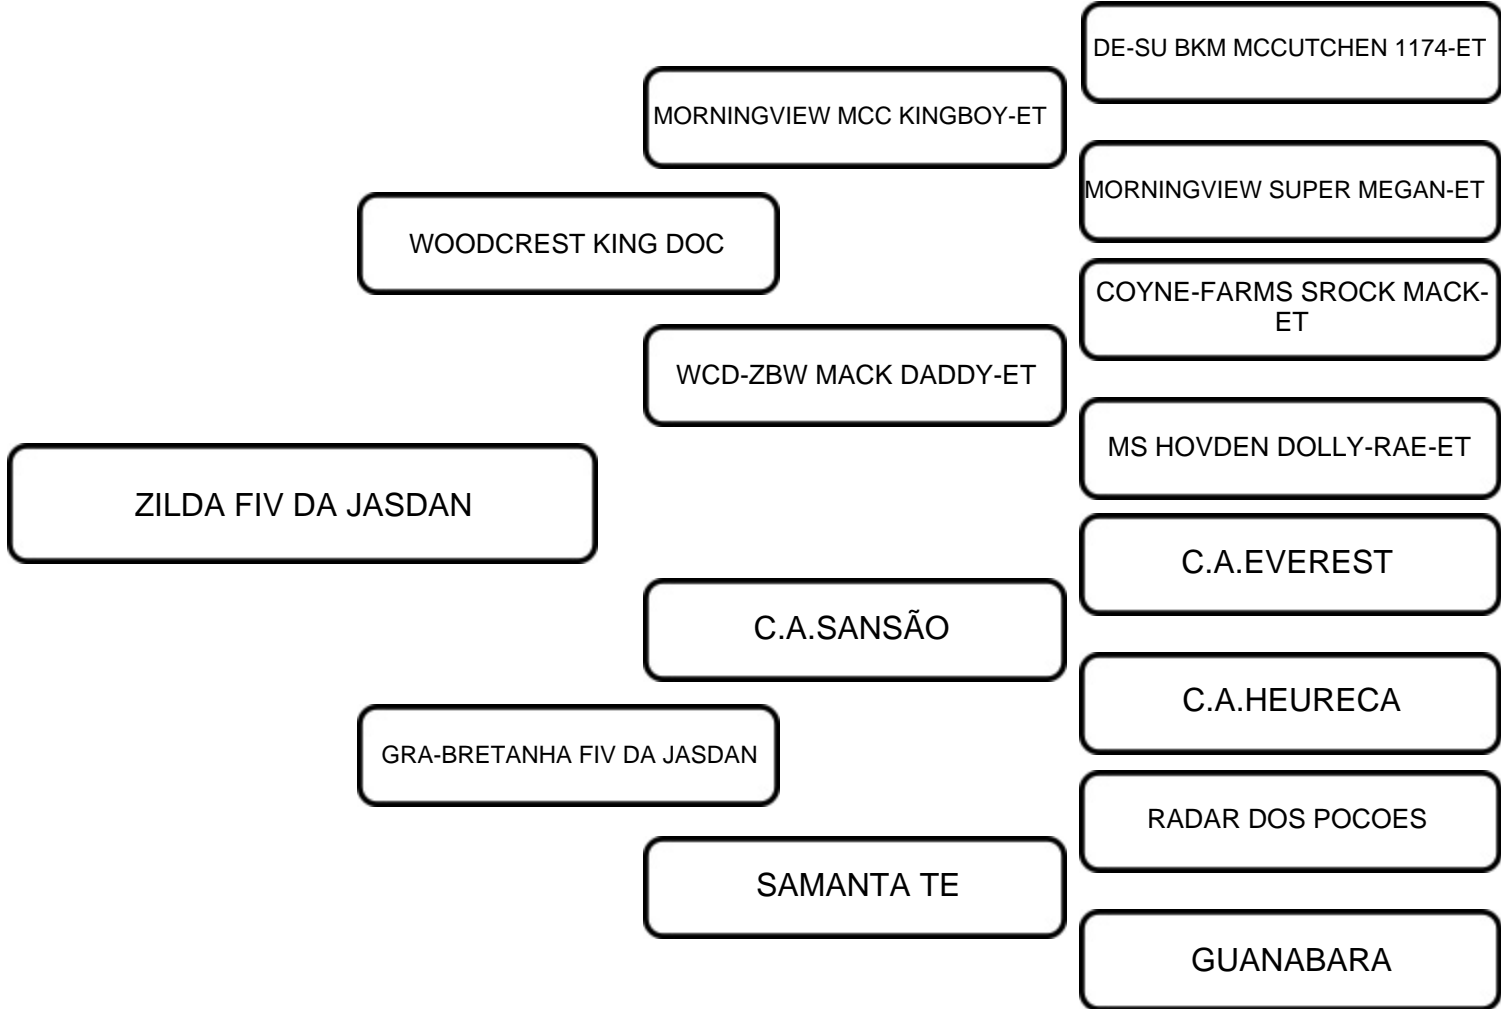 DE-SU BKM MCCUTCHEN 1174-ET
MORNINGVIEW MCC KINGBOY-ET
MORNINGVIEW SUPER MEGAN-ET
WOODCREST KING DOC
COYNE-FARMS SROCK MACK-
ET
WCD-ZBW MACK DADDY-ET
MS HOVDEN DOLLY-RAE-ET
ZILDA FIV DA JASDAN
C.A.EVEREST
C.A.SANSÃO
C.A.HEURECA
GRA-BRETANHA FIV DA JASDAN
RADAR DOS POCOES
SAMANTA TE
GUANABARA